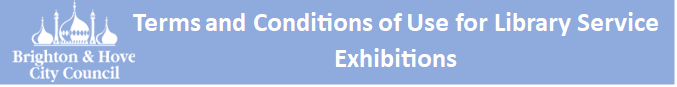 Terms and Conditions of Use for Library Service
Exhibitions
Brighton & Hove
City Council